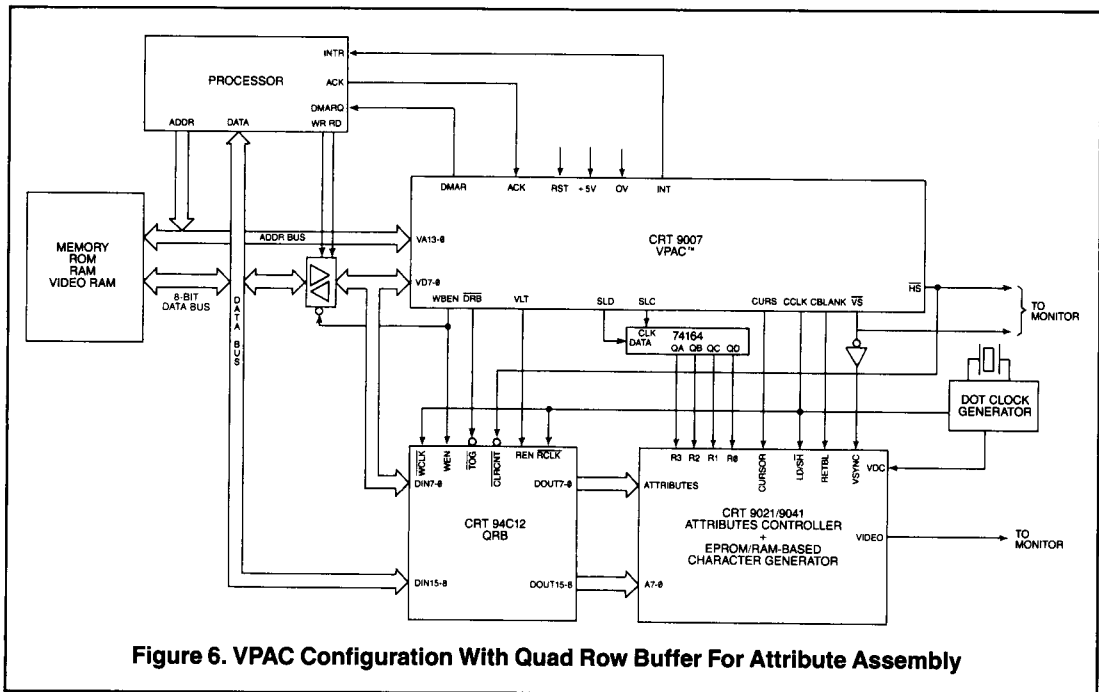 PROCESSOR
INTR
ACK
DMARQ
ADDR
DATA
WR RD
MEMORY
ROM
RAM
VIDEO RAM
ADDR BUS
8-BIT
DATA BUS
DATA BUS
DMAR
ACK
RST
+5V
OV
INT
VA13-0
CRT 9007
VPAC™
VD7-0
WBEN
DRB
VLT
SLD
SLC
CURS
CCLK
CBLANK
VS
HS
TO
MONITOR
CLK
DATA
74164
QA
QB
QC
QD
DOT CLOCK
GENERATOR
WCLK
WEN
TOG
CLRCNT
REN
RCLK
DIN7-0
DOUT7-0
CRT 94C12
QRB
DIN15-8
DOUT15-8
R3
R2
R1
R0
CURSOR
LD/SH
RETBL
VSYNC
VDC
ATTRIBUTES
CRT 9021/9041
ATTRIBUTES CONTROLLER
+
EPROM/RAM-BASED
CHARACTER GENERATOR
VIDEO
A7-0
TO
MONITOR
Figure 6. VPAC Configuration With Quad Row Buffer For Attribute Assembly